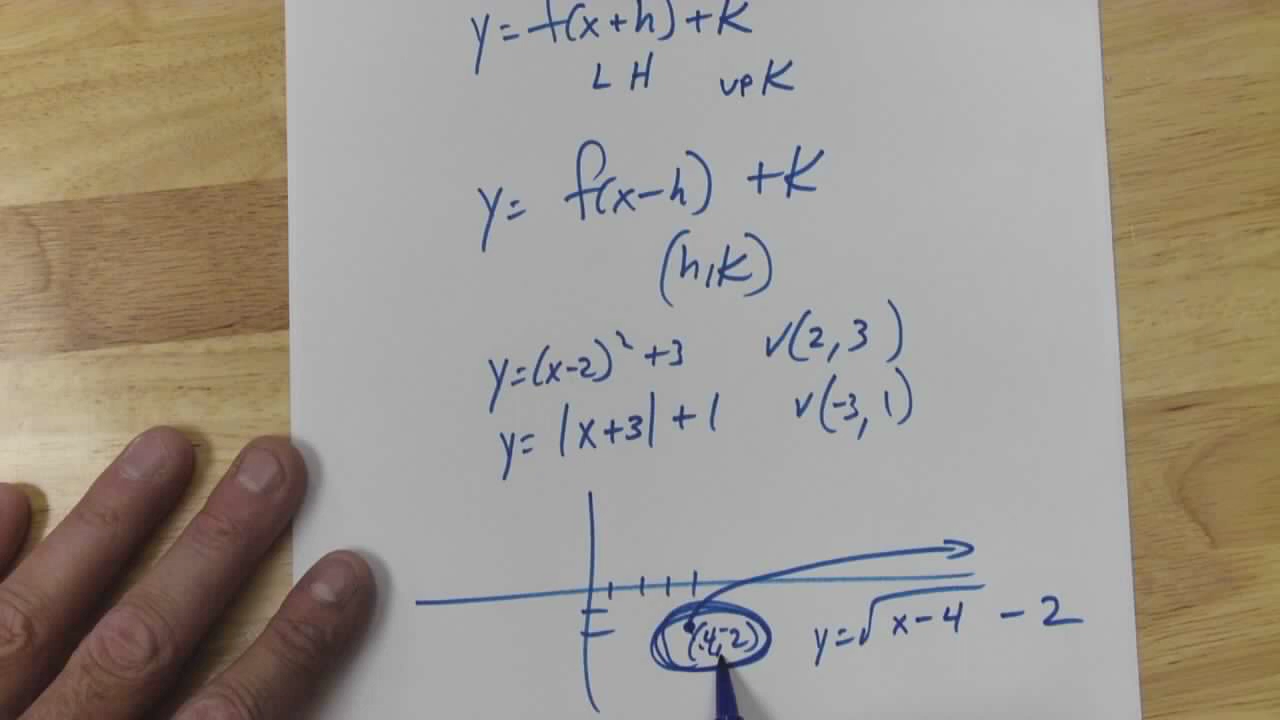 y = f(x+h) + K
L H up K
y = f(x-h) + K
(h,K)
y=(x-2)² +3 V(2, 3)
y= |x+3| + 1 V(-3, 1)
(4,-2)
y=√x-4 - 2